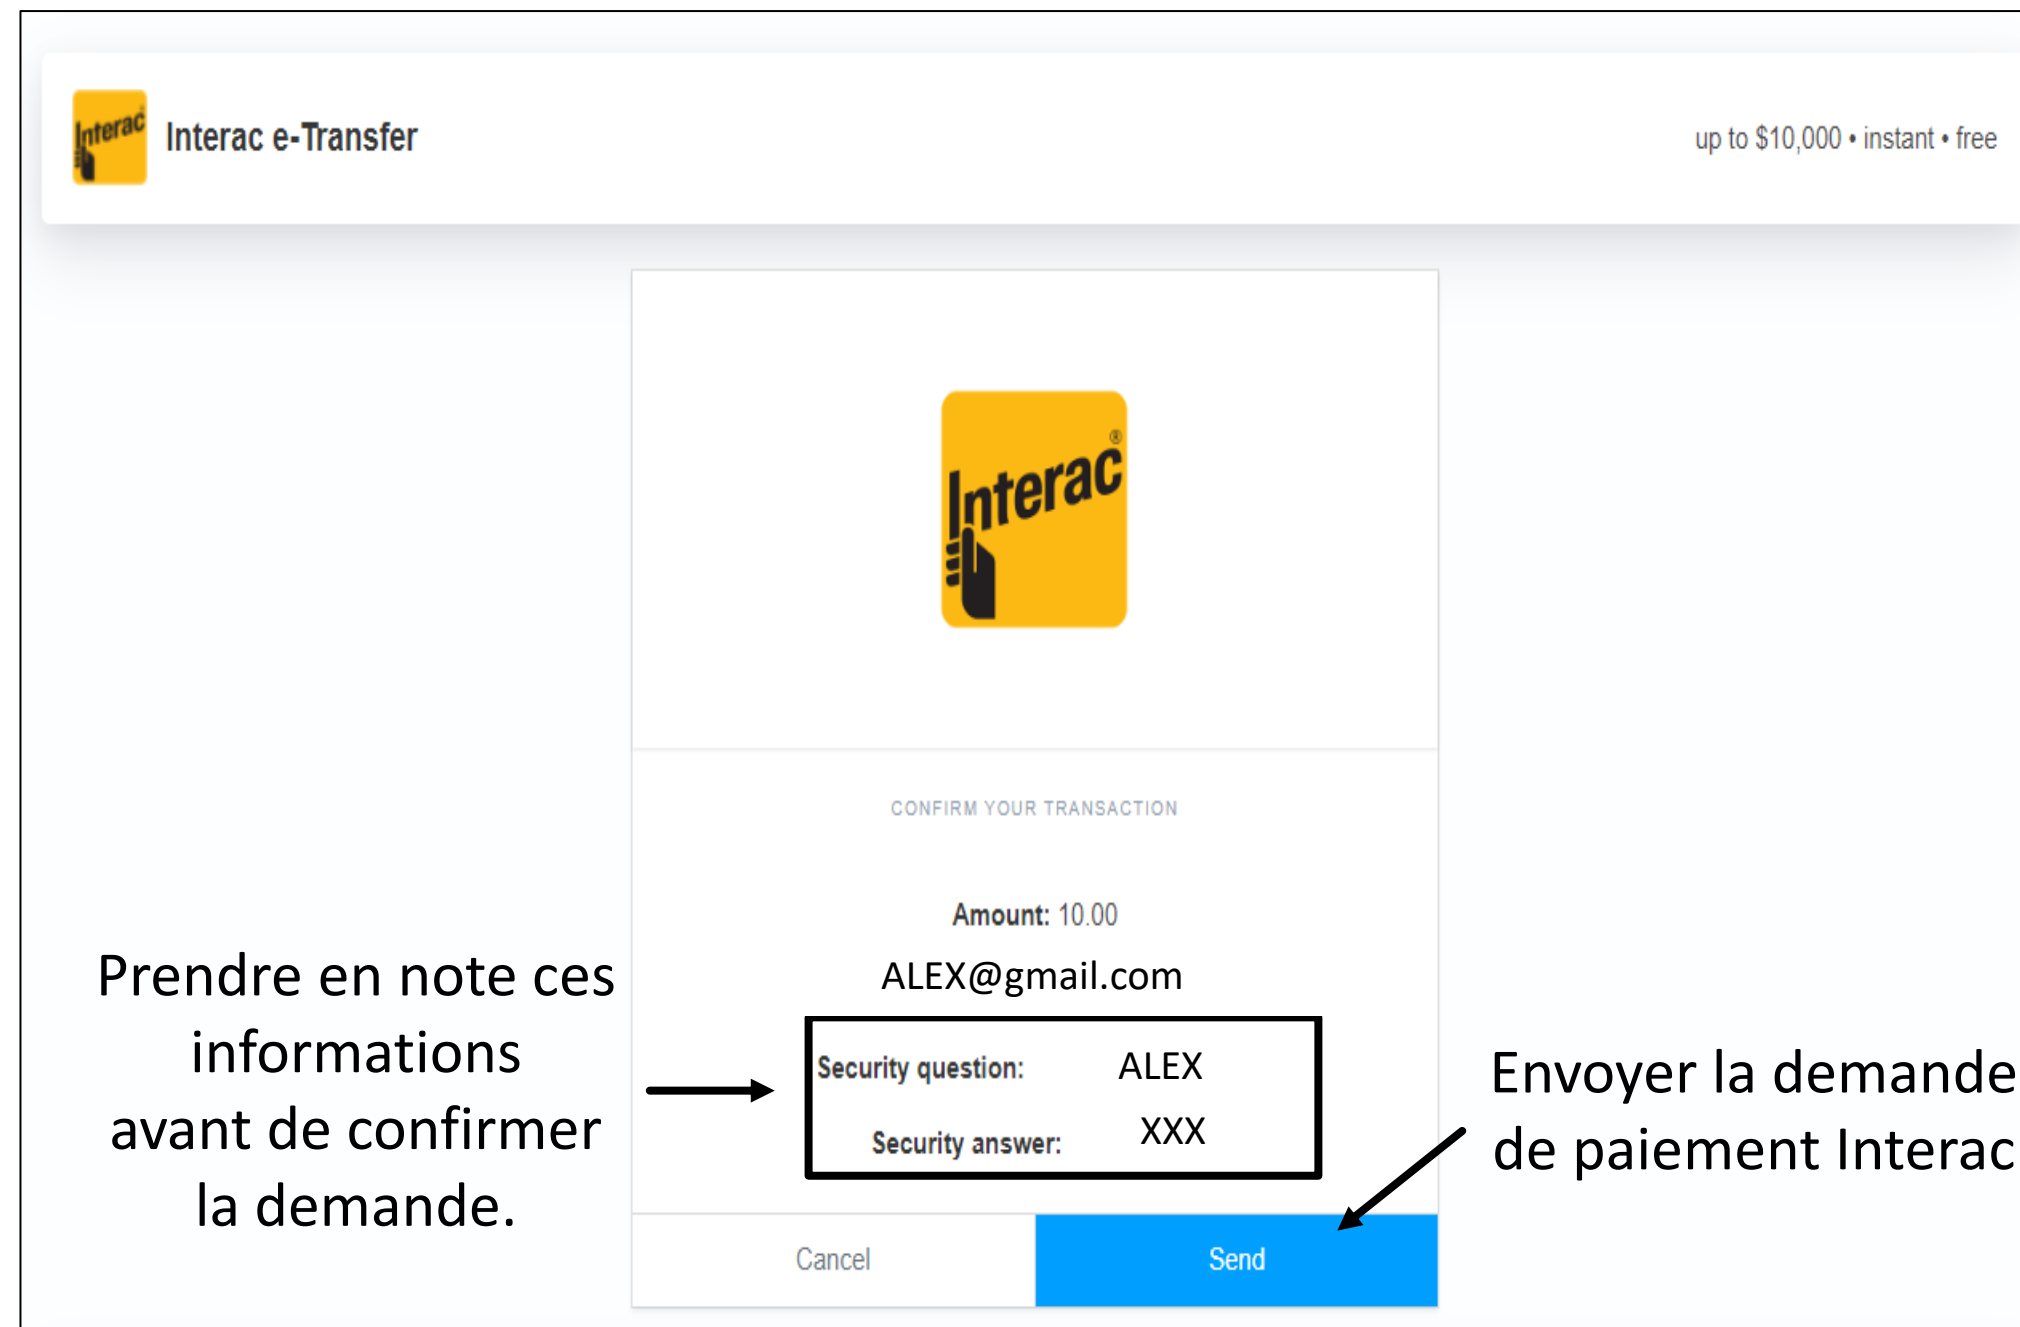 Interac
Interac e-Transfer
up to $10,000 • instant • free
Interac®
CONFIRM YOUR TRANSACTION
Amount: 10.00
ALEX@gmail.com
Security question: ALEX
Security answer: XXX
Cancel
Send
Prendre en note ces
informations
avant de confirmer
la demande.
Envoyer la demande
de paiement Interac